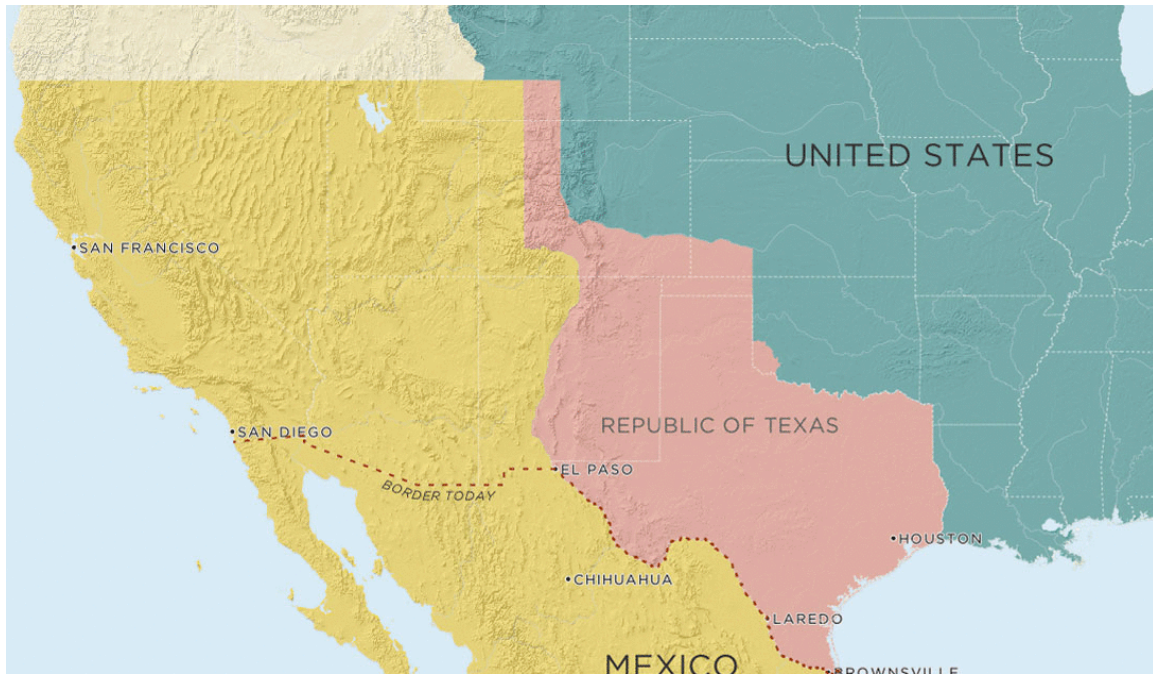 UNITED STATES
SAN FRANCISCO
REPUBLIC OF TEXAS
SAN DIEGO
EL PASO
BORDER TODAY
HOUSTON
CHIHUAHUA
LAREDO
MEXICO
BROWNSVILLE